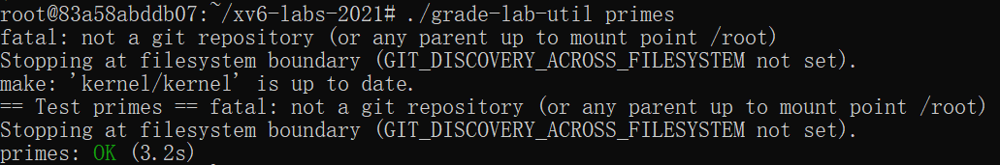 root@83a58abddb07:~/xv6-labs-2021# ./grade-lab-util primes
fatal: not a git repository (or any parent up to mount point /root)
Stopping at filesystem boundary (GIT_DISCOVERY_ACROSS_FILESYSTEM not set).
make: 'kernel/kernel' is up to date.
== Test primes == fatal: not a git repository (or any parent up to mount point /root)
Stopping at filesystem boundary (GIT_DISCOVERY_ACROSS_FILESYSTEM not set).
primes: OK (3.2s)